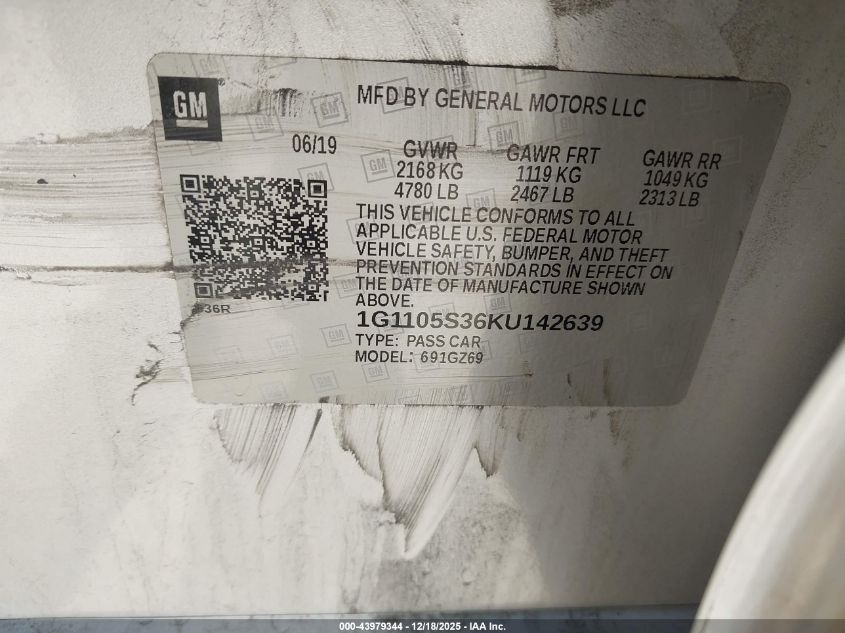 GM
MFD BY GENERAL MOTORS LLC
06/19
GVWR GAWR FRT GAWR RR
2168 KG 1119 KG 1049 KG
4780 LB 2467 LB 2313 LB
THIS VEHICLE CONFORMS TO ALL
APPLICABLE U.S. FEDERAL MOTOR
VEHICLE SAFETY, BUMPER, AND THEFT
PREVENTION STANDARDS IN EFFECT ON
THE DATE OF MANUFACTURE SHOWN
ABOVE.
1G1105S36KU142639
TYPE: PASS CAR
MODEL: 691GZ69
000-43979344 - 12/18/2025 - IAA Inc.